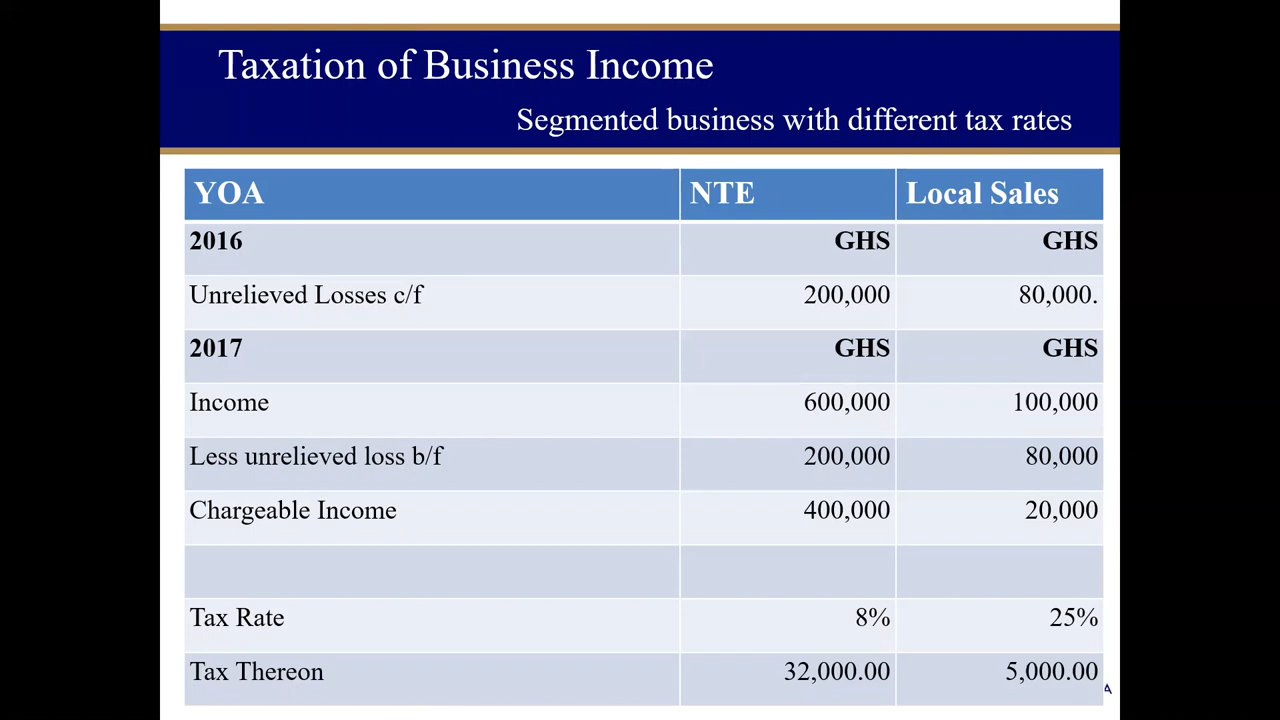 Taxation of Business Income
Segmented business with different tax rates
YOA NTE Local Sales
2016 GHS GHS
Unrelieved Losses c/f 200,000 80,000.
2017 GHS GHS
Income 600,000 100,000
Less unrelieved loss b/f 200,000 80,000
Chargeable Income 400,000 20,000
Tax Rate 8% 25%
Tax Thereon 32,000.00 5,000.00
A